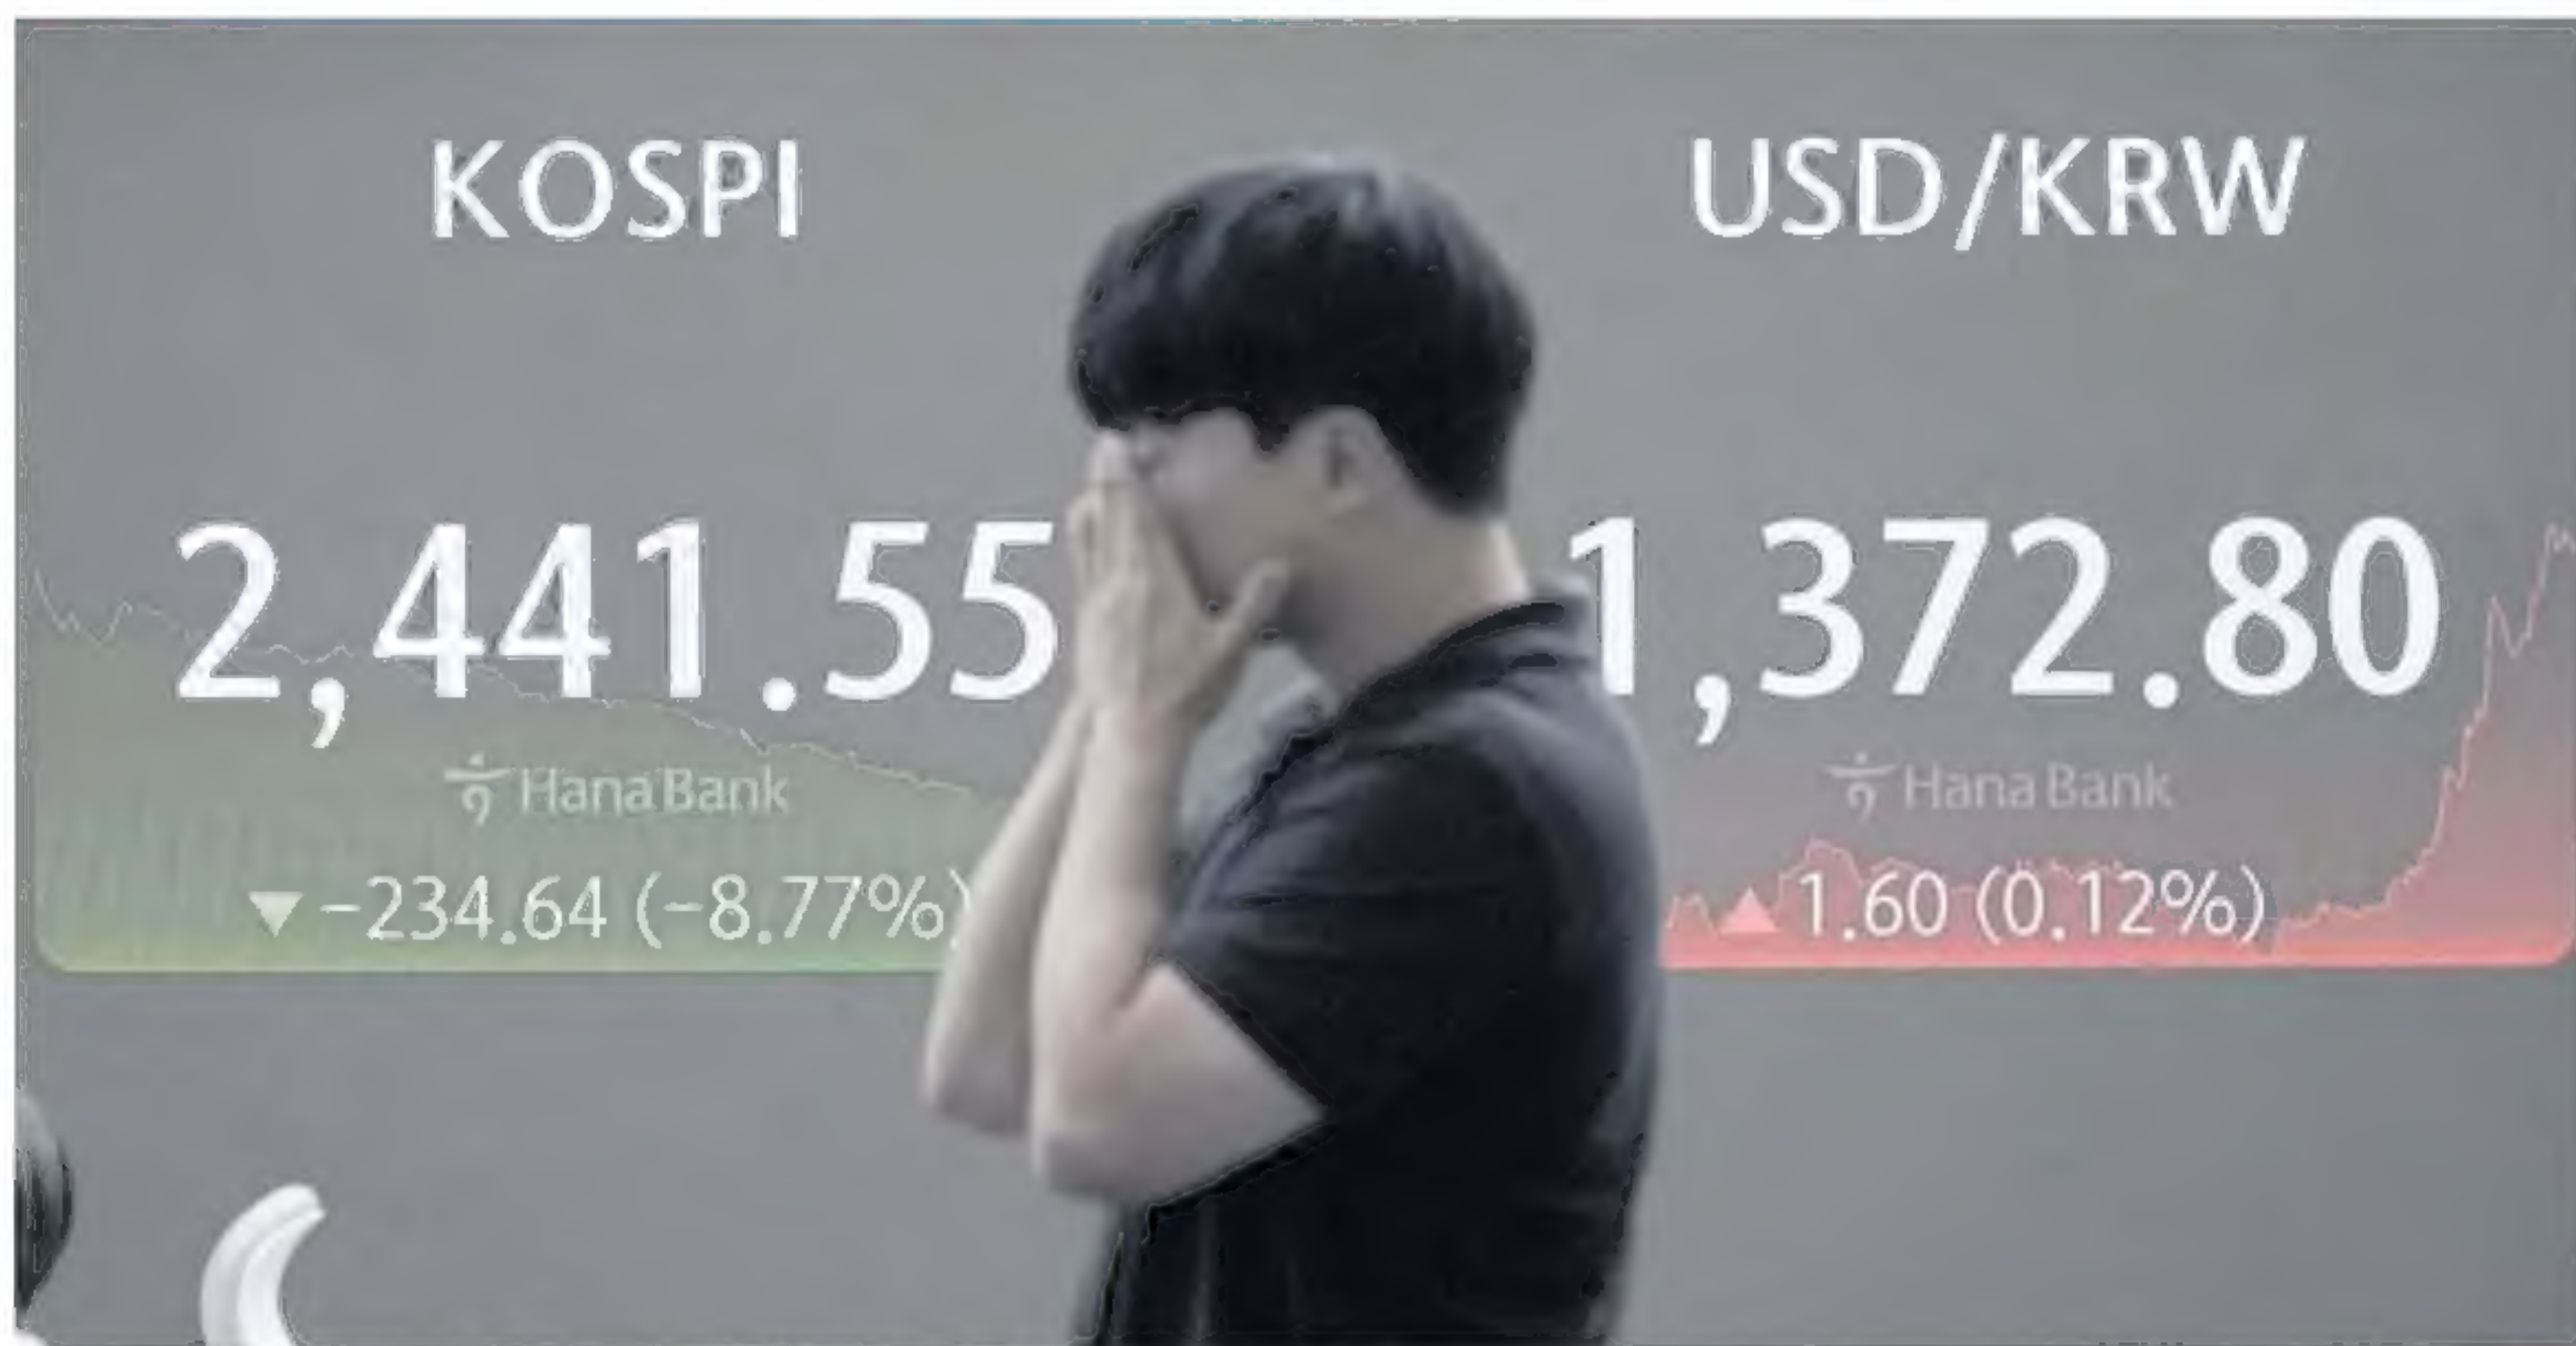 KOSPI
2,441.55
Hana Bank
▼-234.64 (-8.77%)
USD/KRW
1,372.80
Hana Bank
▲1.60 (0.12%)